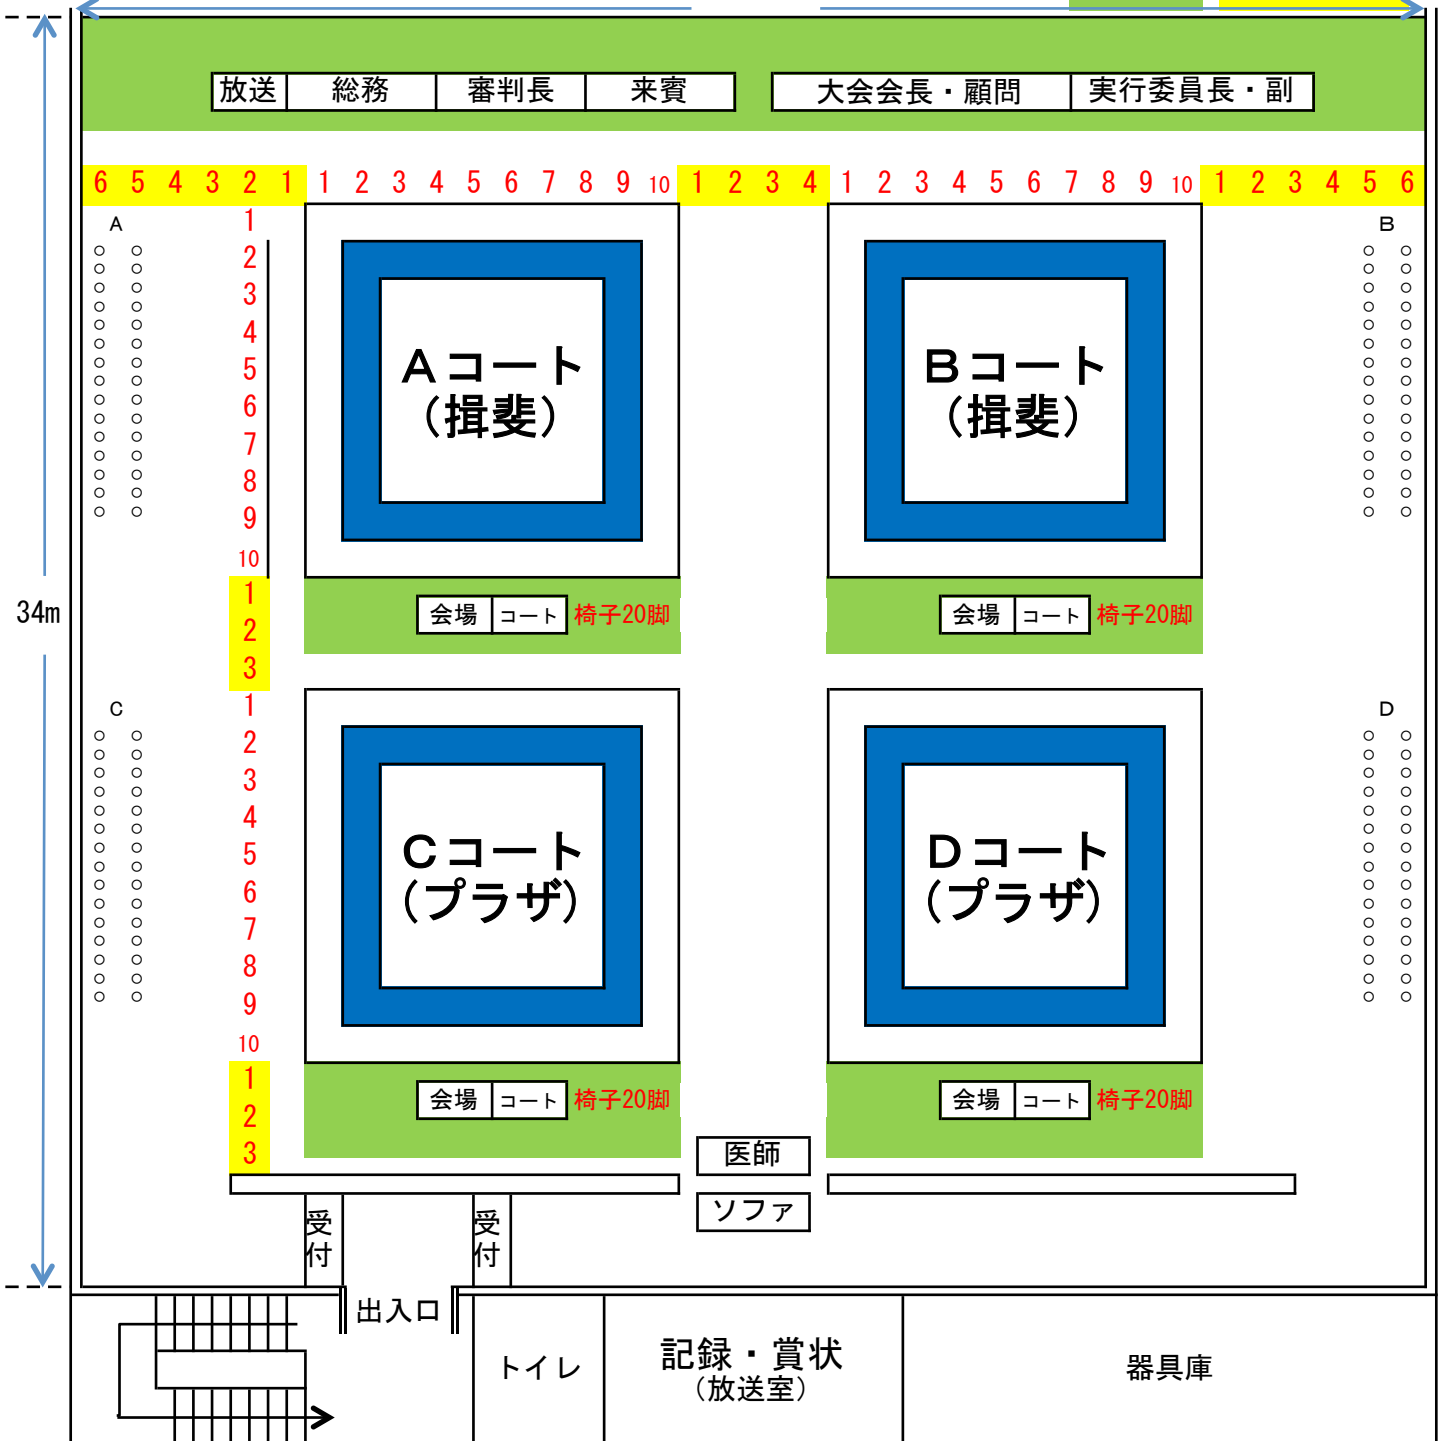 放送 総務 審判長 来賓 大会会長・顧問 実行委員長・副
6 5 4 3 2 1 1 2 3 4 5 6 7 8 9 10 1 2 3 4 1 2 3 4 5 6 7 8 9 10 1 2 3 4 5 6
A
B
1
2
3
4
5
6
7
8
9
10
Aコート
(揖斐)
Bコート
(揖斐)
34m
1
2
3
会場 コート 椅子20脚
会場 コート 椅子20脚
C
D
1
2
3
4
5
6
7
8
9
10
Cコート
(プラザ)
Dコート
(プラザ)
1
2
3
会場 コート 椅子20脚
会場 コート 椅子20脚
医師
ソファ
受付
受付
出入口
トイレ
記録・賞状
(放送室)
器具庫